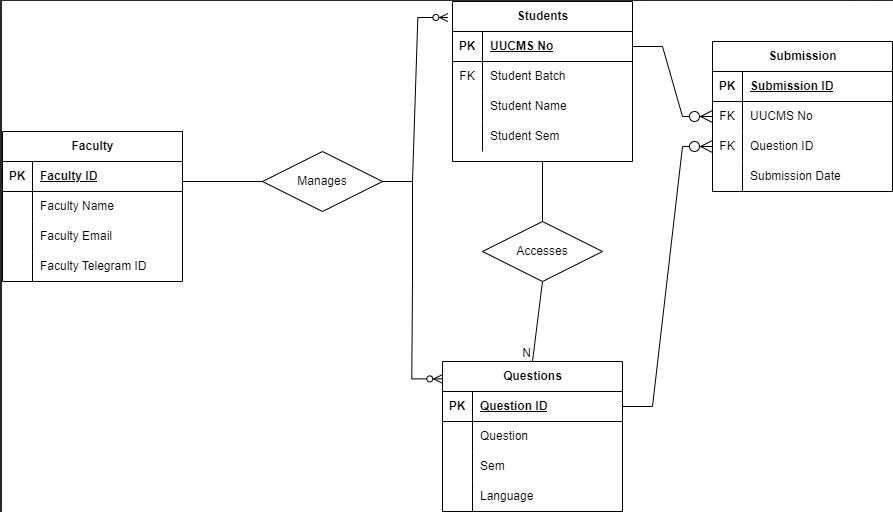 Faculty
PK Faculty ID
Faculty Name
Faculty Email
Faculty Telegram ID
Manages
Students
PK UUCMS No
FK Student Batch
Student Name
Student Sem
Accesses
N
Questions
PK Question ID
Question
Sem
Language
Submission
PK Submission ID
FK UUCMS No
FK Question ID
Submission Date